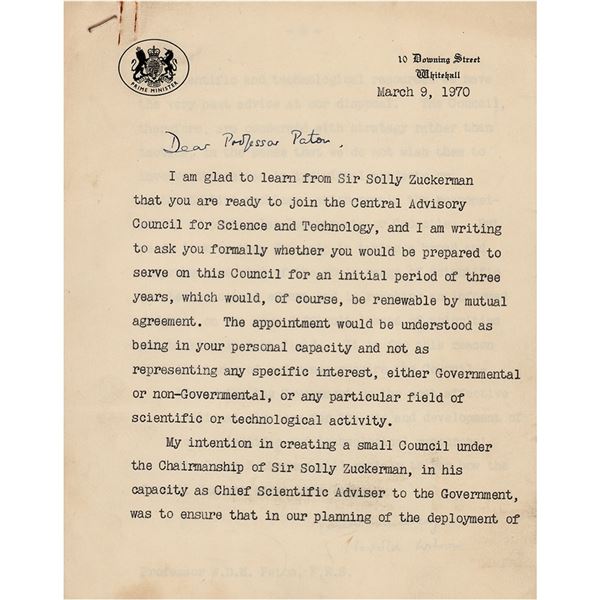 PRIME MINISTER
10 Downing Street
Whitehall
March 9, 1970
Dear Professor Paton,
I am glad to learn from Sir Solly Zuckerman
that you are ready to join the Central Advisory
Council for Science and Technology, and I am writing
to ask you formally whether you would be prepared to
serve on this Council for an initial period of three
years, which would, of course, be renewable by mutual
agreement. The appointment would be understood as
being in your personal capacity and not as
representing any specific interest, either Governmental
or non-Governmental, or any particular field of
scientific or technological activity.
My intention in creating a small Council under
the Chairmanship of Sir Solly Zuckerman, in his
capacity as Chief Scientific Adviser to the Government,
was to ensure that in our planning of the deployment of